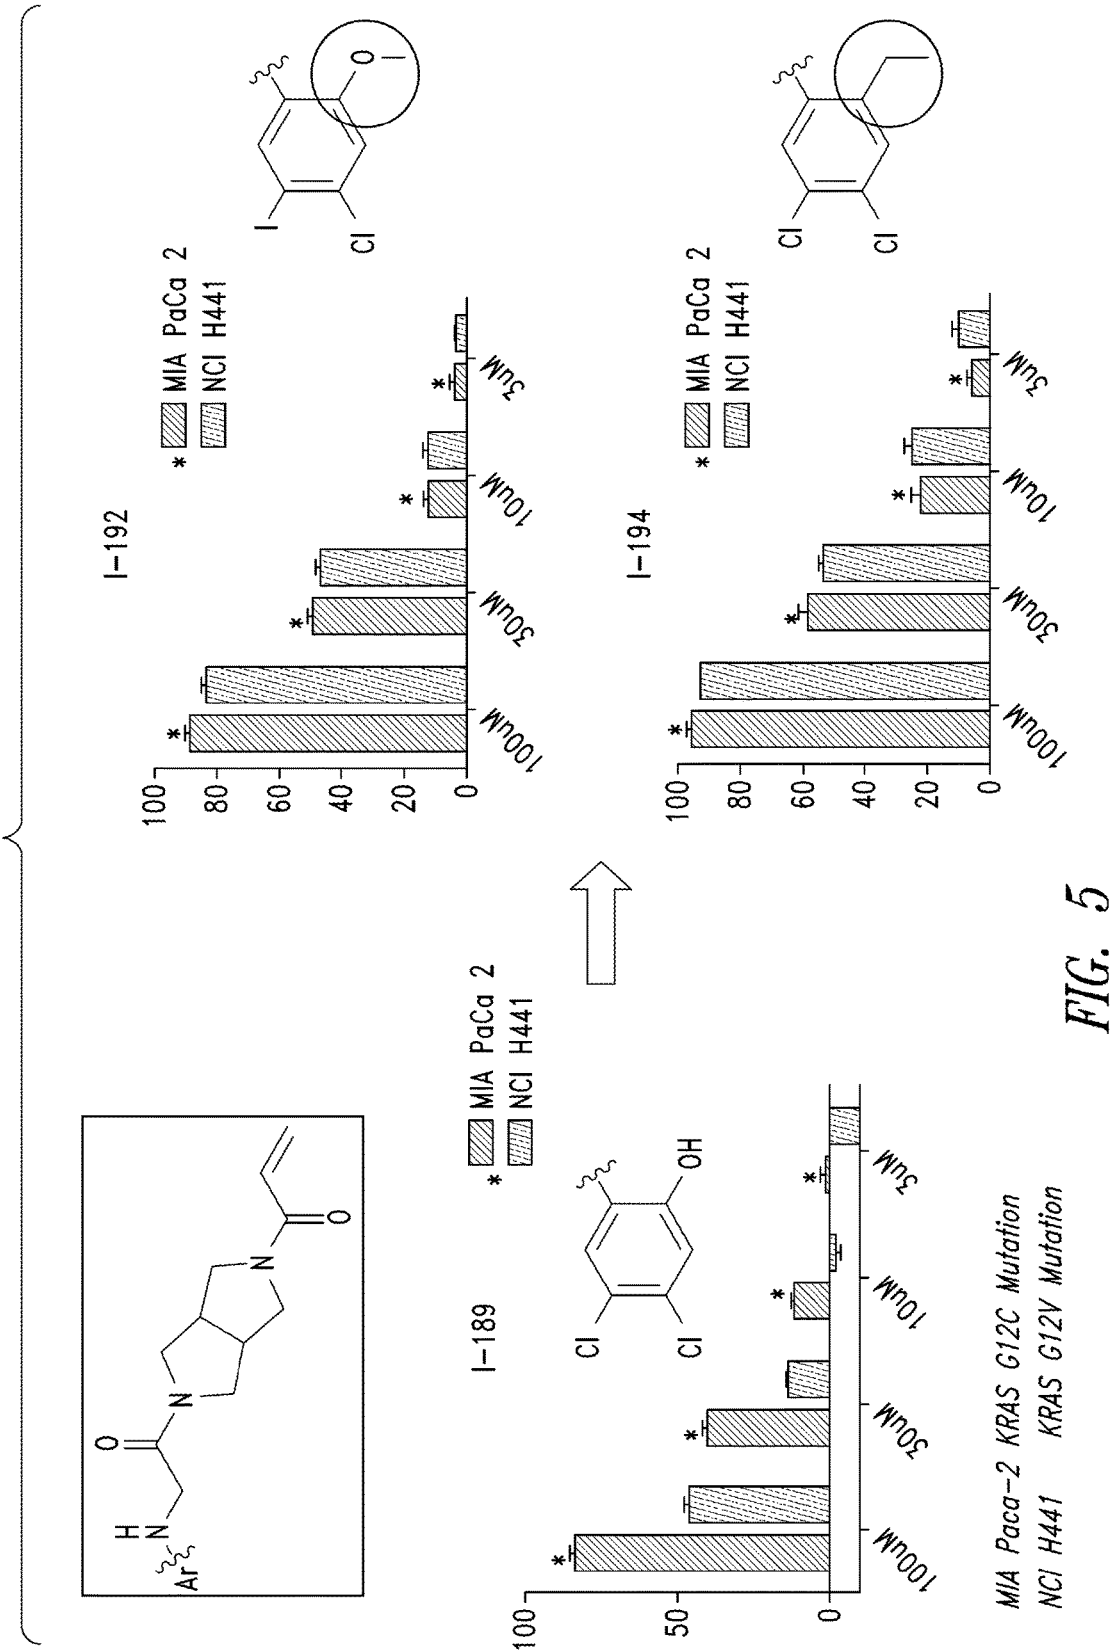 O
H
N
N
N
O
Ar
I-189
* MIA PaCa 2
NCI H441
Cl
Cl
OH
100
50
0
100uM
30uM
10uM
3uM
*
*
*
*
MIA Paca-2 KRAS G12C Mutation
NCI H441 KRAS G12V Mutation
I-192
* MIA PaCa 2
NCI H441
I
Cl
O
100
80
60
40
20
0
100uM
30uM
10uM
3uM
*
*
*
*
I-194
* MIA PaCa 2
NCI H441
Cl
Cl
100
80
60
40
20
0
100uM
30uM
10uM
3uM
*
*
*
*
FIG. 5